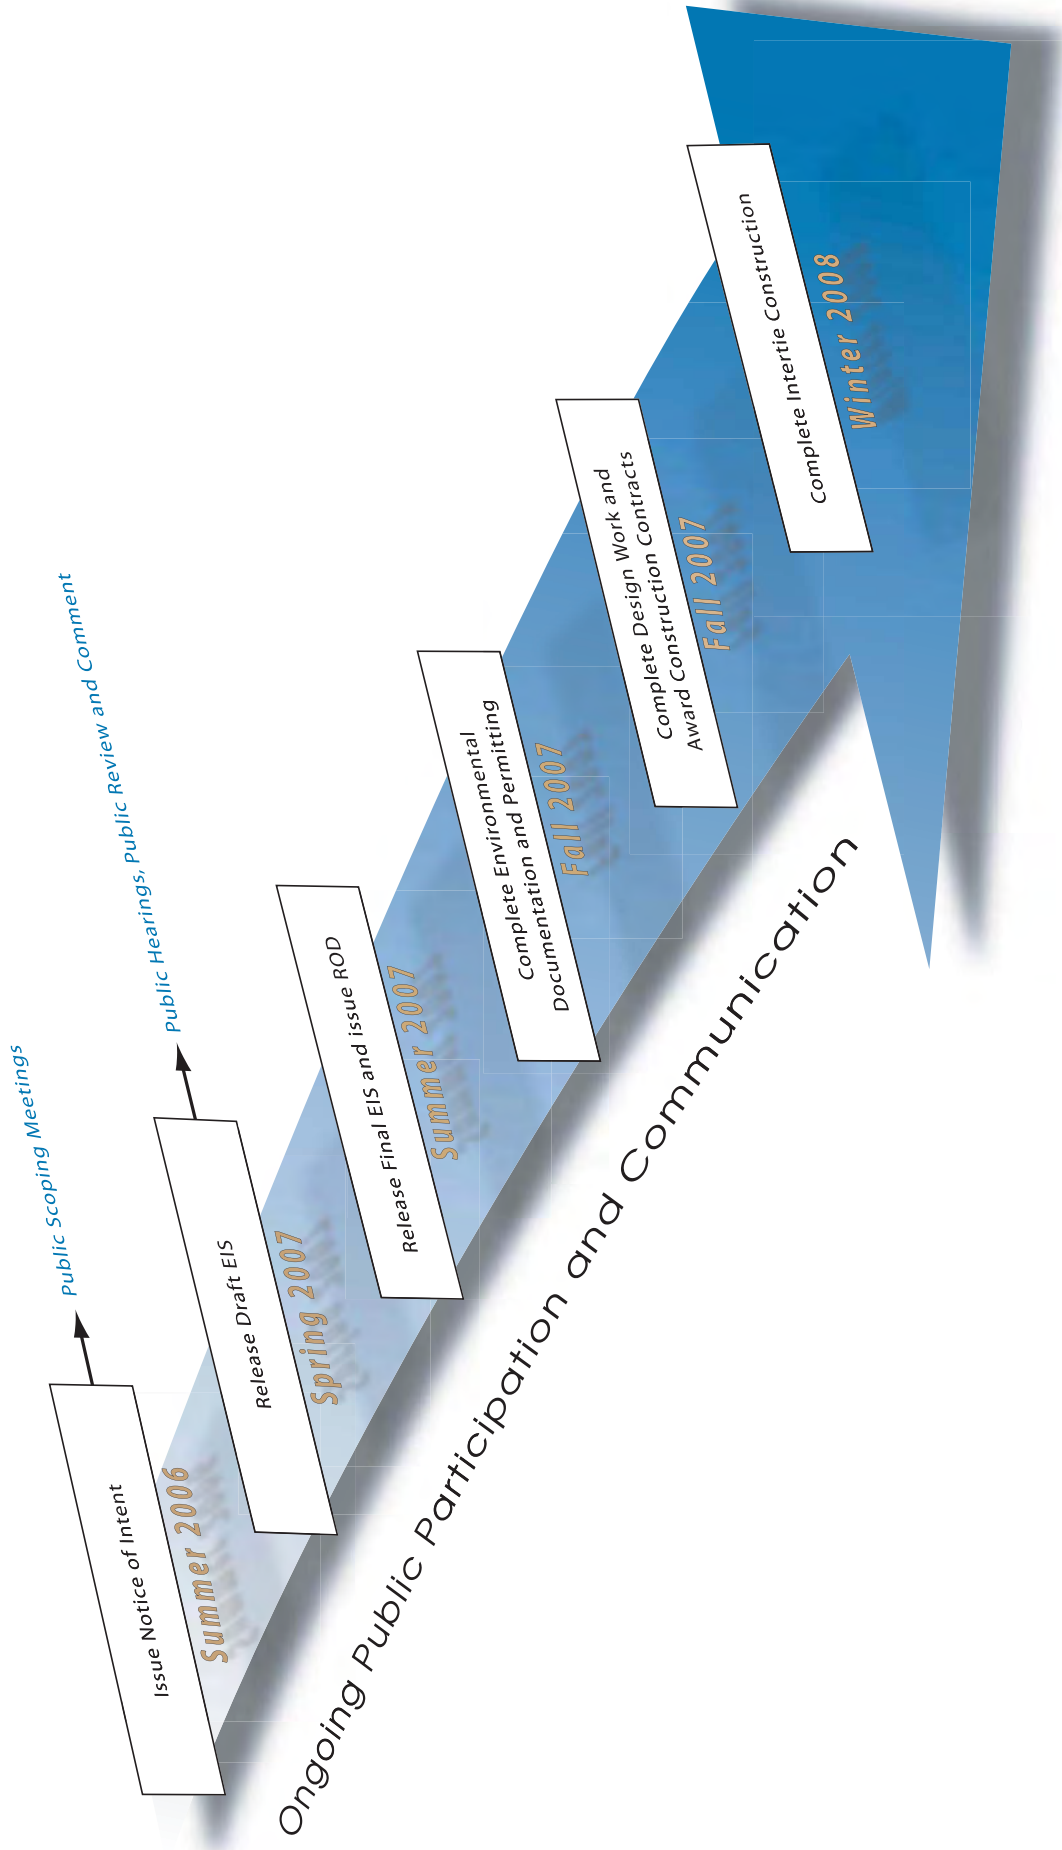 Issue Notice of Intent
Summer 2006
Public Scoping Meetings
Release Draft EIS
Spring 2007
Public Hearings, Public Review and Comment
Release Final EIS and issue ROD
Summer 2007
Complete Environmental
Documentation and Permitting
Fall 2007
Complete Design Work and
Award Construction Contracts
Fall 2007
Complete Intertie Construction
Winter 2008
Ongoing Public Participation and Communication